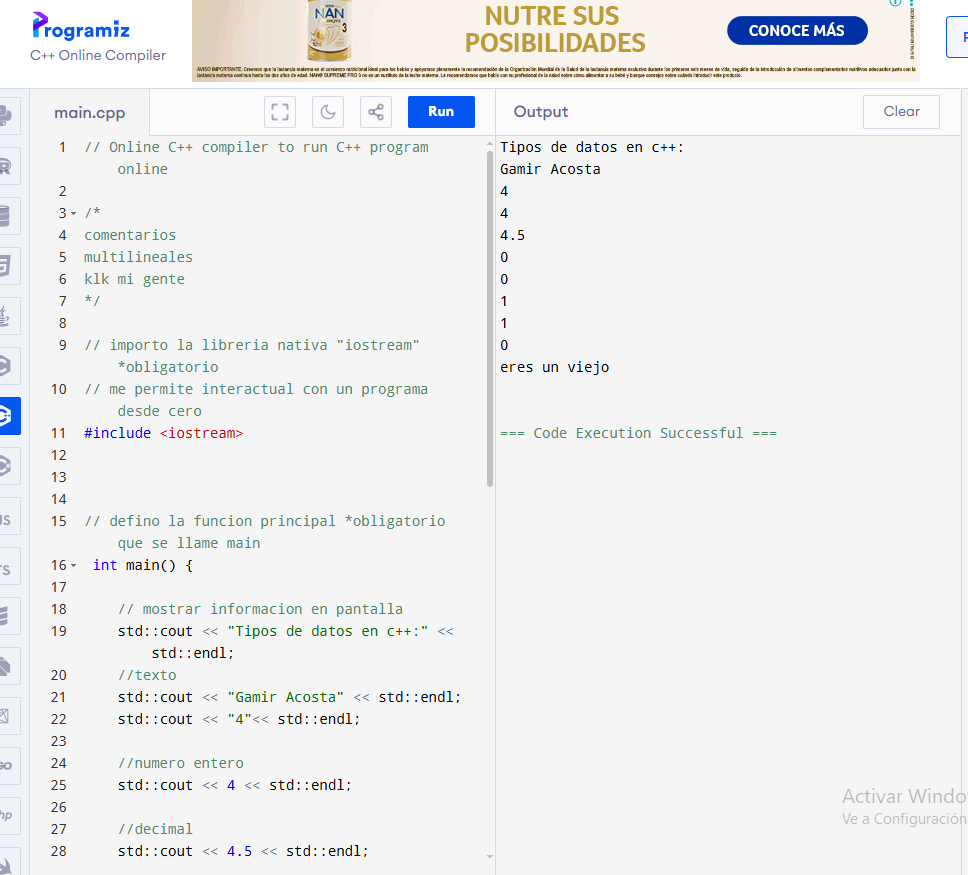 Programiz
C++ Online Compiler
NAN
3
NUTRE SUS
POSIBILIDADES
CONOCE MÁS
main.cpp
Run
Output
Clear
1 // Online C++ compiler to run C++ program
online
2
3 /*
4 comentarios
5 multilineales
6 klk mi gente
7 */
8
9 // importo la libreria nativa "iostream"
*obligatorio
10 // me permite interactual con un programa
desde cero
11 #include <iostream>
12
13
14
15 // defino la funcion principal *obligatorio
que se llame main
16 int main() {
17
18 // mostrar informacion en pantalla
19 std::cout << "Tipos de datos en c++:" <<
std::endl;
20 //texto
21 std::cout << "Gamir Acosta" << std::endl;
22 std::cout << "4"<< std::endl;
23
24 //numero entero
25 std::cout << 4 << std::endl;
26
27 //decimal
28 std::cout << 4.5 << std::endl;
Tipos de datos en c++:
Gamir Acosta
4
4
4.5
0
0
1
1
0
eres un viejo
=== Code Execution Successful ===
Activar Windo
Ve a Configuración